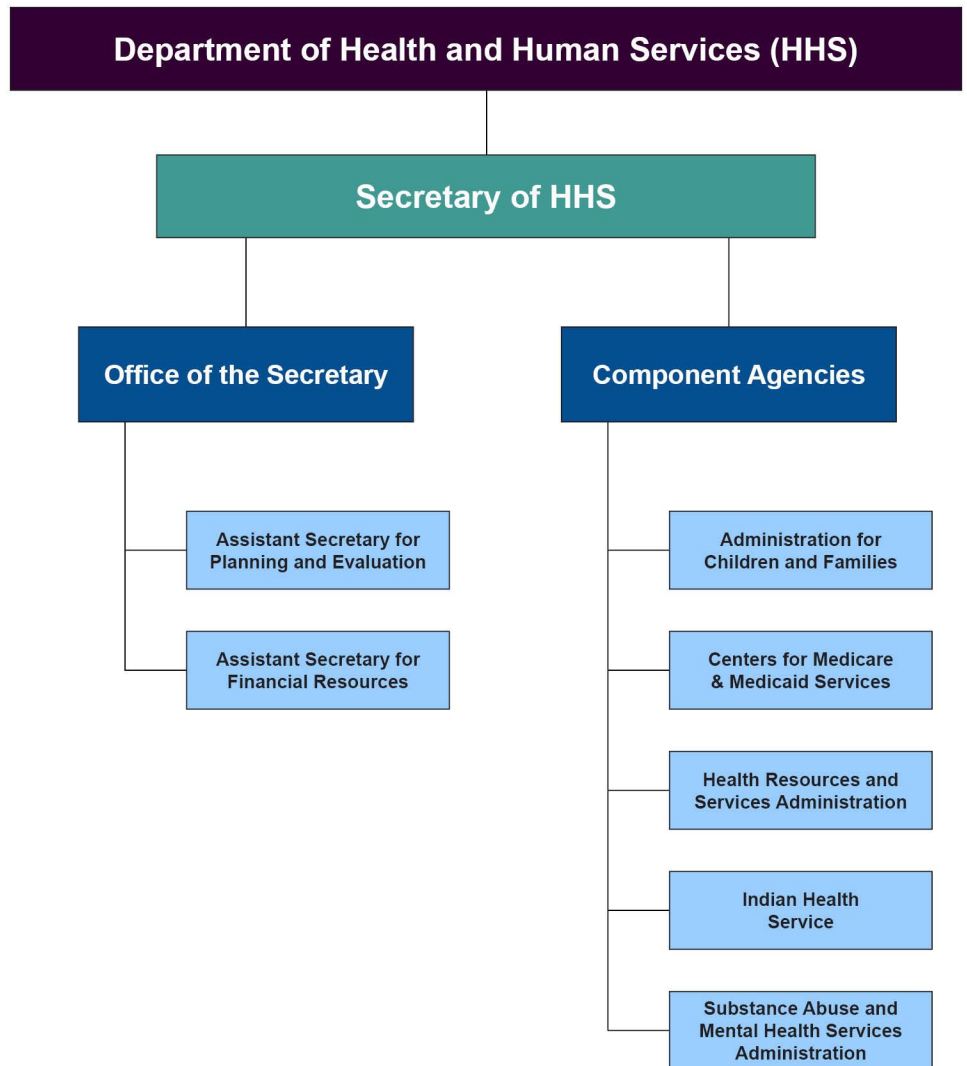 Department of Health and Human Services (HHS)
Secretary of HHS
Office of the Secretary
Assistant Secretary for
Planning and Evaluation
Assistant Secretary for
Financial Resources
Component Agencies
Administration for
Children and Families
Centers for Medicare
& Medicaid Services
Health Resources and
Services Administration
Indian Health
Service
Substance Abuse and
Mental Health Services
Administration